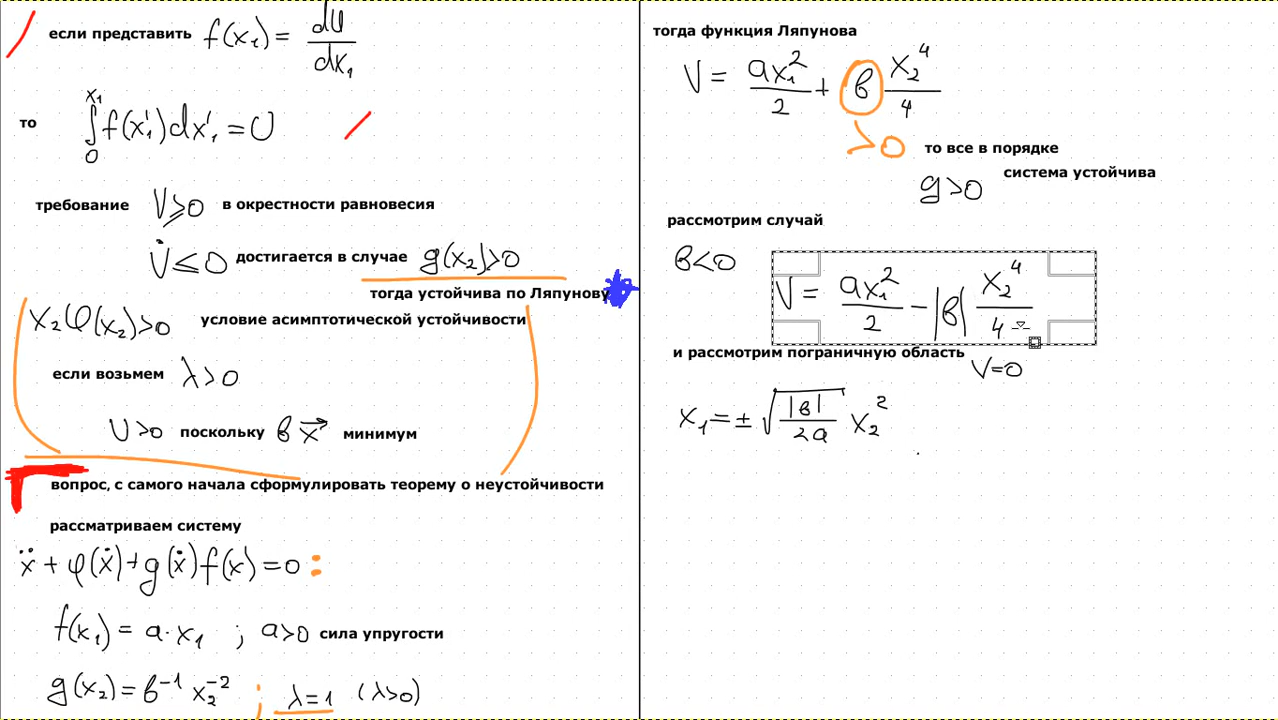 если представить f(x₁) = dU/dx₁
то ∫₀^x₁ f(x₁')dx₁' = U
требование V ≥ 0 в окрестности равновесия
V̇ ≤ 0 достигается в случае g(x₂) > 0
тогда устойчива по Ляпунову
x₂φ(x₂) > 0 условие асимптотической устойчивости
если возьмем λ > 0
U > 0 поскольку в x⃗ минимум
вопрос, с самого начала сформулировать теорему о неустойчивости
рассматриваем систему
ẍ + φ(ẋ) + g(ẋ)f(x) = 0 :
f(x₁) = a·x₁ ; a > 0 сила упругости
g(x₂) = в⁻¹ x₂⁻² ; λ = 1 (λ > 0)
тогда функция Ляпунова
V = ax₁²/2 + в x₂⁴/4
> 0 то все в порядке
система устойчива
g > 0
рассмотрим случай
в < 0
V = ax₁²/2 − |в| x₂⁴/4
и рассмотрим пограничную область
V = 0
x₁ = ± √(|в|/2a) x₂²